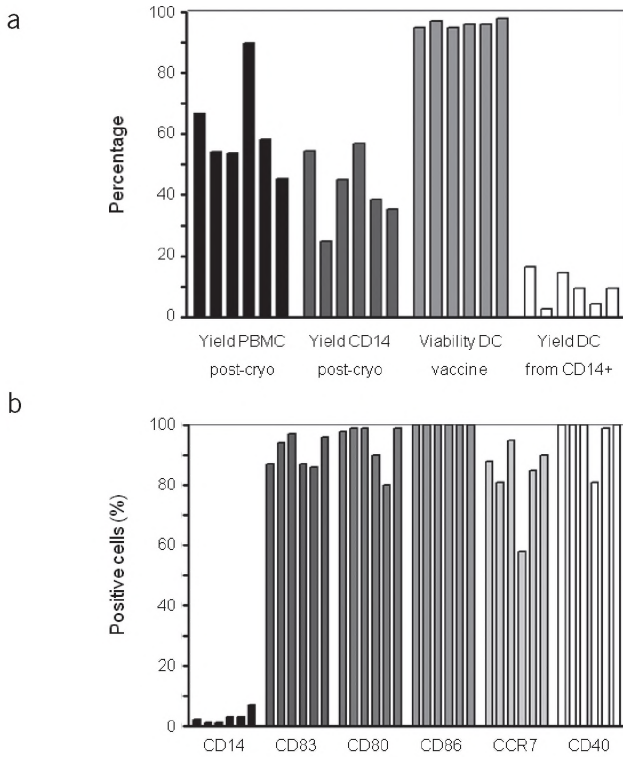 a
Percentage
100
80
60
40
20
0
Yield PBMC Yield CD14 Viability DC Yield DC
post-cryo post-cryo vaccine from CD14+
b
Positive cells (%)
100
80
60
40
20
0
CD14 CD83 CD80 CD86 CCR7 CD40